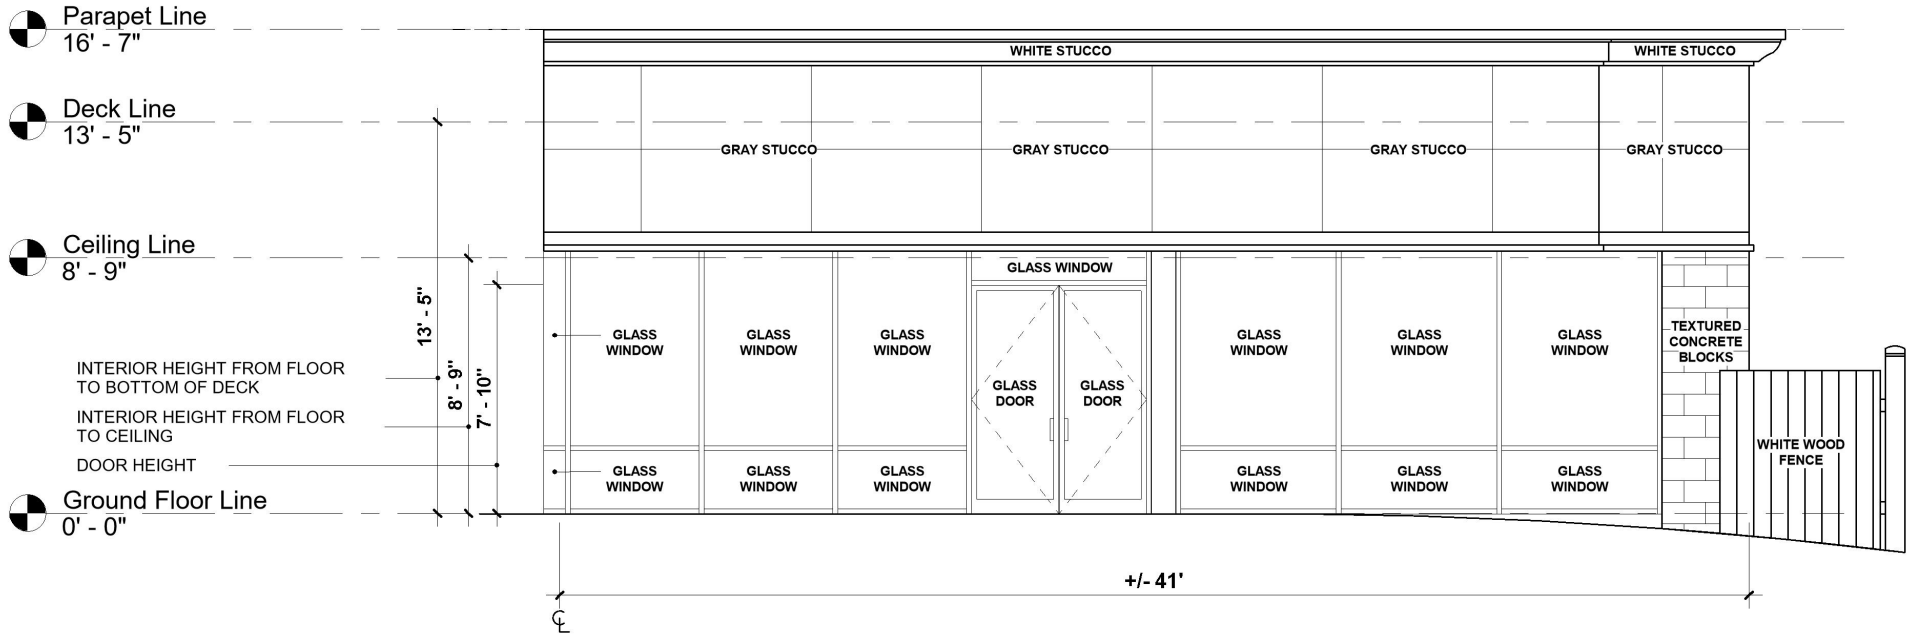 Parapet Line
16' - 7"
WHITE STUCCO
WHITE STUCCO
Deck Line
13' - 5"
GRAY STUCCO
GRAY STUCCO
GRAY STUCCO
GRAY STUCCO
Ceiling Line
8' - 9"
GLASS WINDOW
13' - 5"
8' - 9"
7' - 10"
GLASS
WINDOW
GLASS
WINDOW
GLASS
WINDOW
GLASS
DOOR
GLASS
DOOR
GLASS
WINDOW
GLASS
WINDOW
GLASS
WINDOW
TEXTURED
CONCRETE
BLOCKS
INTERIOR HEIGHT FROM FLOOR
TO BOTTOM OF DECK
INTERIOR HEIGHT FROM FLOOR
TO CEILING
DOOR HEIGHT
GLASS
WINDOW
GLASS
WINDOW
GLASS
WINDOW
GLASS
WINDOW
GLASS
WINDOW
GLASS
WINDOW
WHITE WOOD
FENCE
Ground Floor Line
0' - 0"
+/- 41'
CL